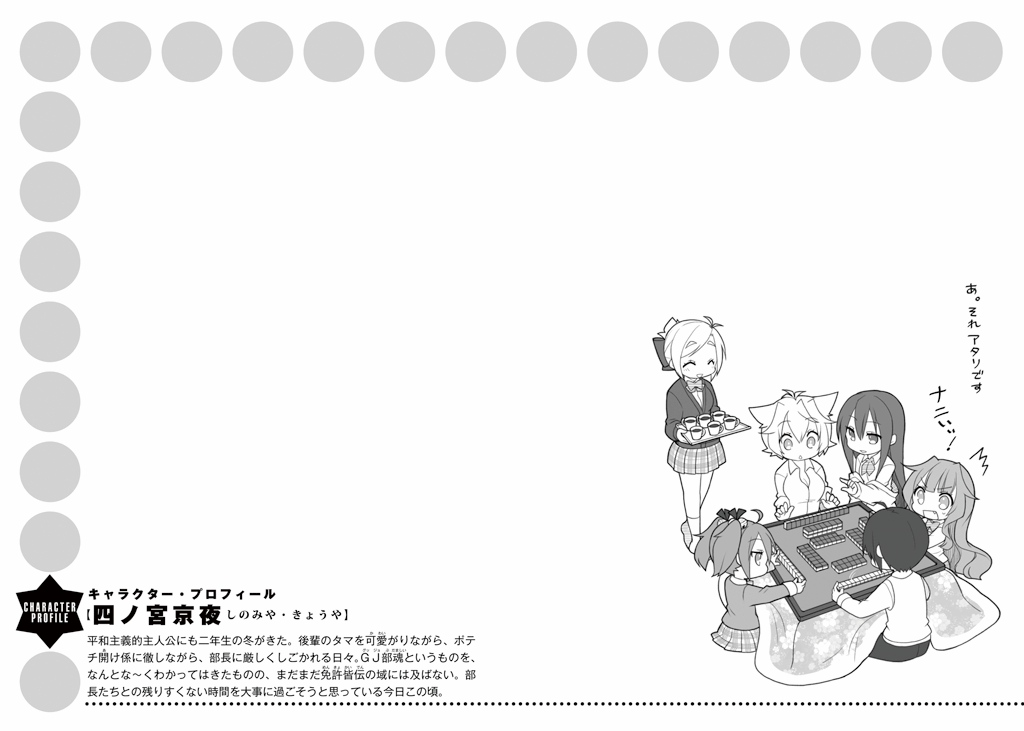 あ。それアタリです
ナニぃッ!
CHARACTER
PROFILE
キャラクター・プロフィール
【四ノ宮京夜 しのみや・きょうや】
平和主義的主人公にも二年生の冬がきた。後輩のタマを可愛がりながら、ポテ
チ開け係に徹しながら、部長に厳しくしごかれる日々。GJ部魂というものを、
なんとな〜くわかってはきたものの、まだまだ免許皆伝の域には及ばない。部
長たちとの残りすくない時間を大事に過ごそうと思っている今日この頃。